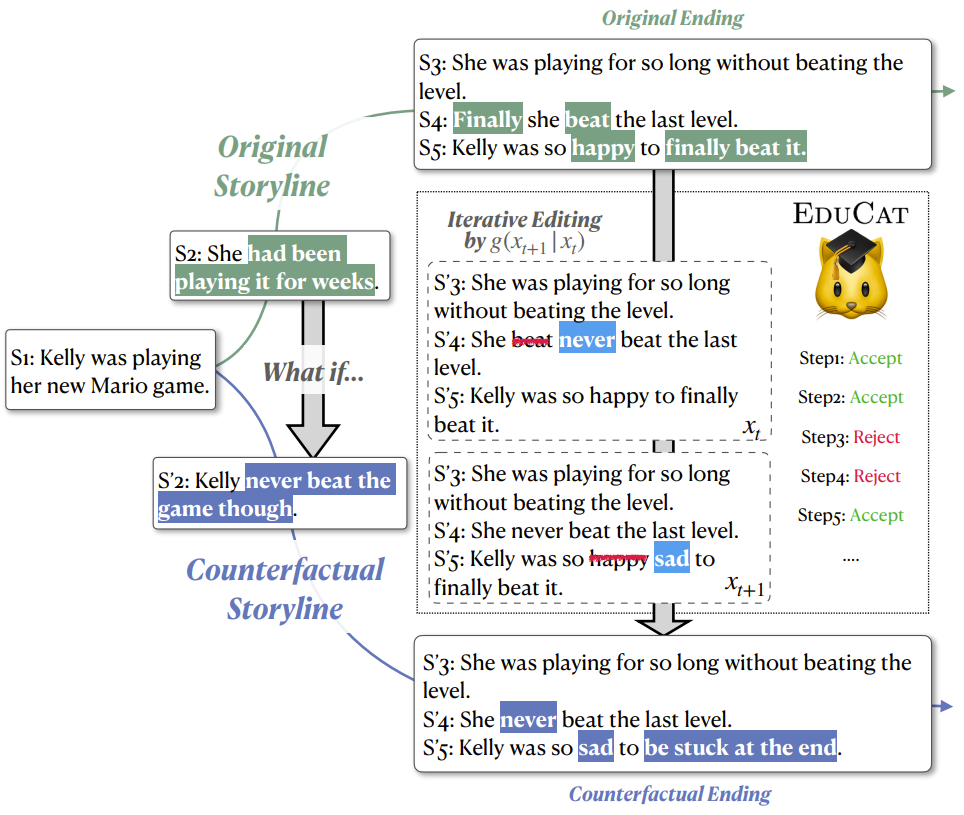 Original Ending
S3: She was playing for so long without beating the
level.
S4: Finally she beat the last level.
S5: Kelly was so happy to finally beat it.
Original
Storyline
S2: She had been
playing it for weeks.
S1: Kelly was playing
her new Mario game.
What if...
S'2: Kelly never beat the
game though.
Counterfactual
Storyline
Iterative Editing
by g(x_{t+1} | x_t)
S'3: She was playing for so long
without beating the level.
S'4: She beat never beat the last
level.
S'5: Kelly was so happy to finally
beat it.
x_t
S'3: She was playing for so long
without beating the level.
S'4: She never beat the last level.
S'5: Kelly was so happy sad to
finally beat it.
x_{t+1}
EDUCAT
Step1: Accept
Step2: Accept
Step3: Reject
Step4: Reject
Step5: Accept
....
S'3: She was playing for so long without beating the
level.
S'4: She never beat the last level.
S'5: Kelly was so sad to be stuck at the end.
Counterfactual Ending